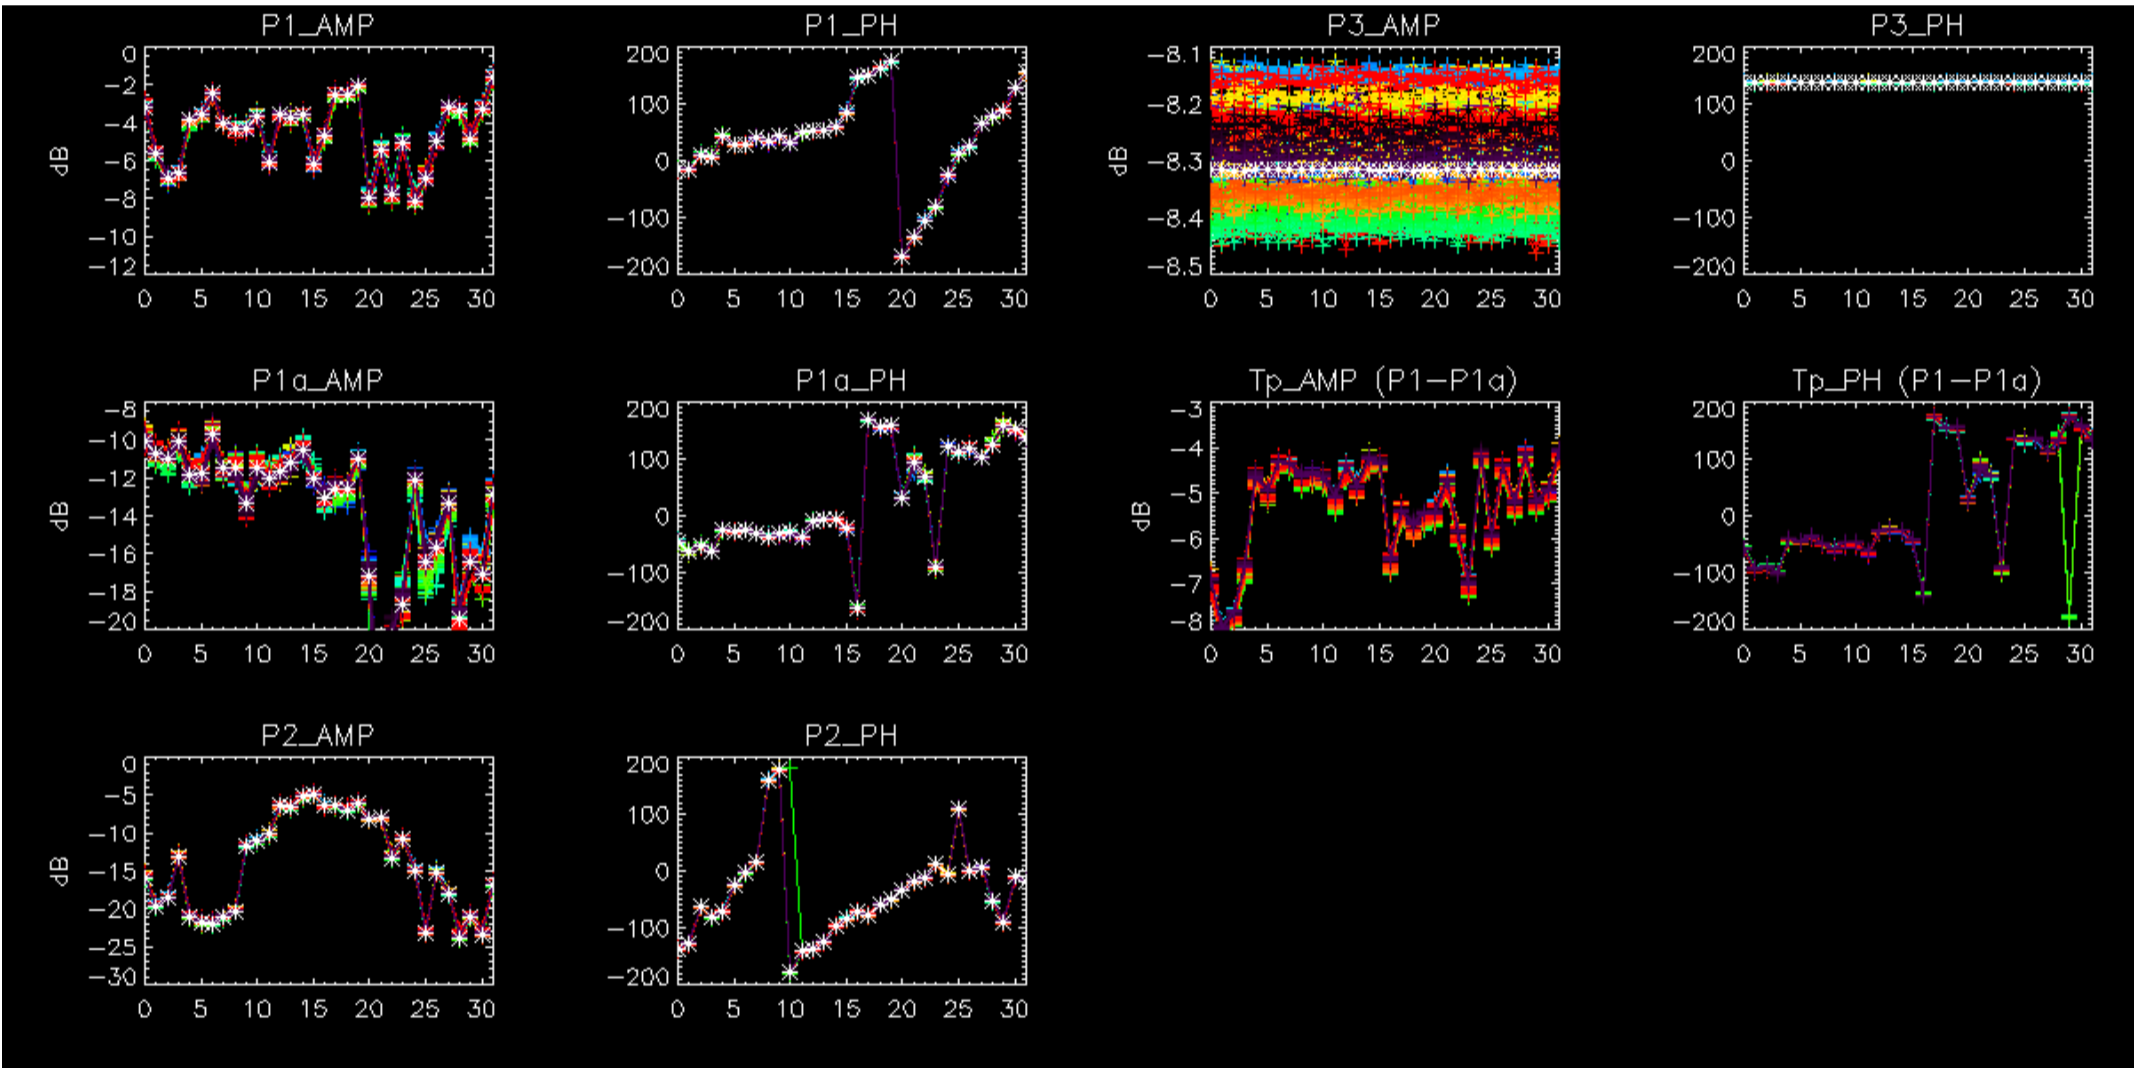 P1_AMP P1_PH P3_AMP P3_PH
0 200 -8.1 200
-2
-4 100 -8.2 100
dB -6 0 dB -8.3 0
-8
-10 -100 -8.4 -100
-12 -200 -8.5 -200
0 5 10 15 20 25 30 0 5 10 15 20 25 30 0 5 10 15 20 25 30 0 5 10 15 20 25 30
P1a_AMP P1a_PH Tp_AMP (P1-P1a) Tp_PH (P1-P1a)
-8 200 -3 200
-10 100 -4 100
-12
dB -14 0 dB -5 0
-16 -100 -6 -100
-18 -7
-20 -200 -8 -200
0 5 10 15 20 25 30 0 5 10 15 20 25 30 0 5 10 15 20 25 30 0 5 10 15 20 25 30
P2_AMP P2_PH
0 200
-5 100
-10
dB -15 0
-20 -100
-25
-30 -200
0 5 10 15 20 25 30 0 5 10 15 20 25 30